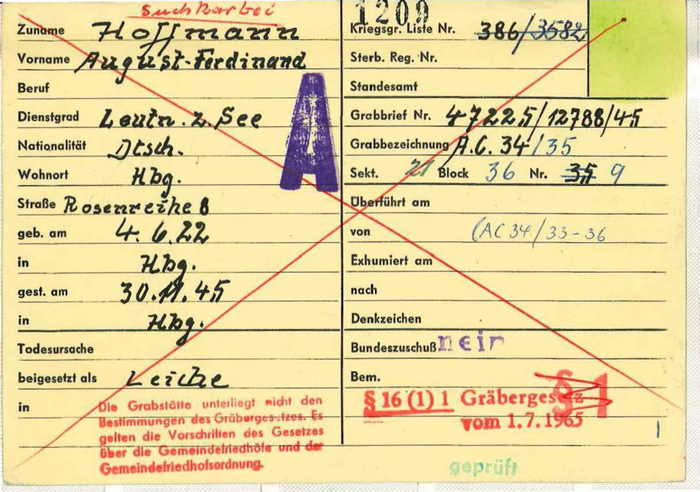 Suchkartei
1209
Zuname Hoffmann
Vorname August-Ferdinand
Beruf
Dienstgrad Leutn. z. See
Nationalität Dtsch.
Wohnort Hbg.
Straße Rosenreihe 8
geb. am 4.6.22
in Hbg.
gest. am 30.11.45
in Hbg.
Todesursache
beigesetzt als Leiche
in
Die Grabstätte unterliegt nicht den
Bestimmungen des Gräbergesetzes. Es
gelten die Vorschriften des Gesetzes
über die Gemeindefriedhöfe und der
Gemeindefriedhofsordnung.
A
Kriegsgr. Liste Nr. 386/3582
Sterb. Reg. Nr.
Standesamt
Grabbrief Nr. 47225/12788/45
Grabbezeichnung A.C. 34/35
Sekt. 21 Block 36 Nr. 35 9
Überführt am
von (AC 34/33-36
Exhumiert am
nach
Denkzeichen
Bundeszuschuß nein
Bem. § 1
§ 16 (1) 1 Gräbergesetz
vom 1.7.1965
geprüft